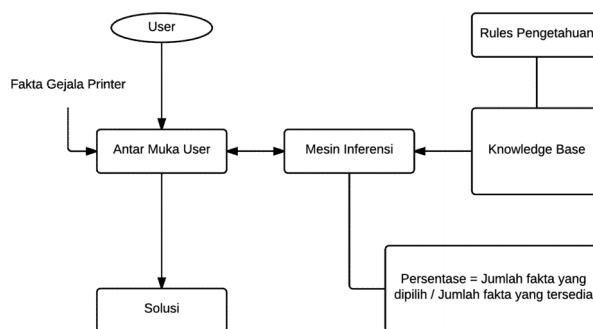 User
Rules Pengetahuan
Fakta Gejala Printer
Antar Muka User
Mesin Inferensi
Knowledge Base
Persentase = Jumlah fakta yang
dipilih / Jumlah fakta yang tersedia
Solusi